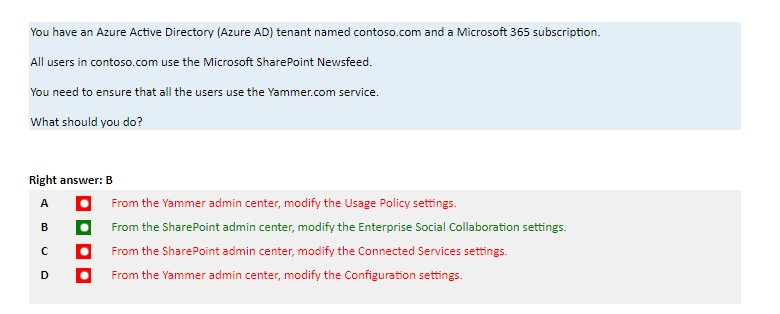 You have an Azure Active Directory (Azure AD) tenant named contoso.com and a Microsoft 365 subscription.
All users in contoso.com use the Microsoft SharePoint Newsfeed.
You need to ensure that all the users use the Yammer.com service.
What should you do?
Right answer: B
A From the Yammer admin center, modify the Usage Policy settings.
B From the SharePoint admin center, modify the Enterprise Social Collaboration settings.
C From the SharePoint admin center, modify the Connected Services settings.
D From the Yammer admin center, modify the Configuration settings.